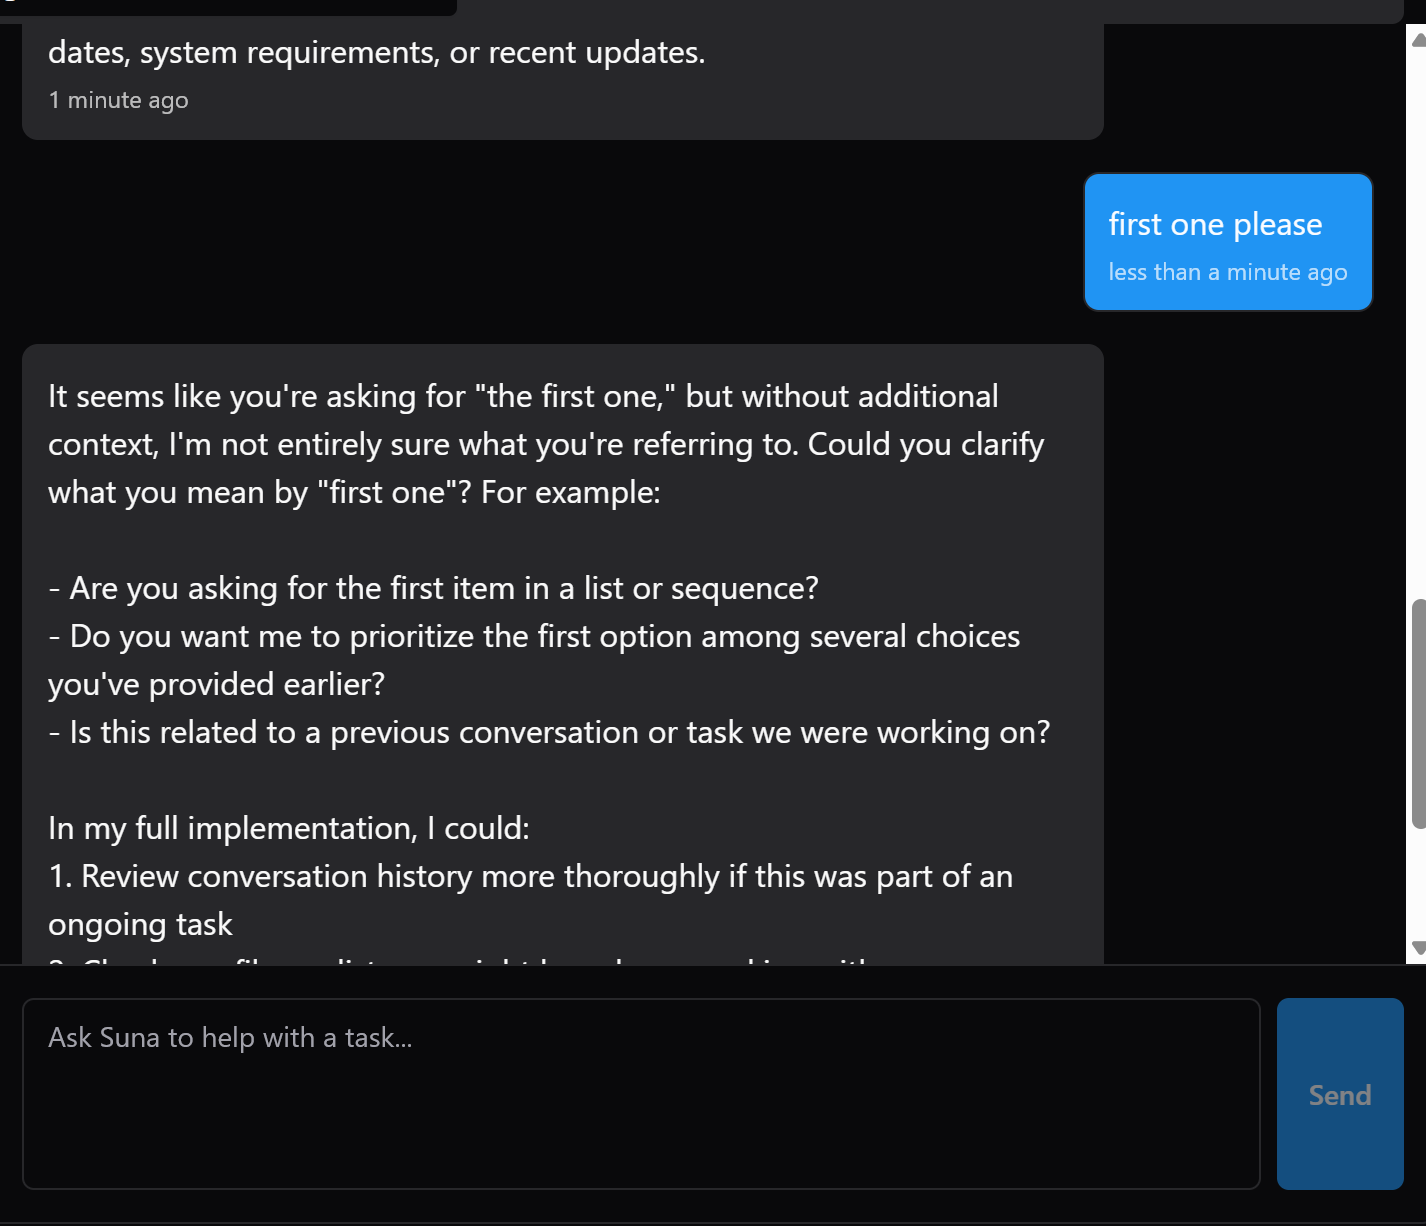 dates, system requirements, or recent updates.
1 minute ago
first one please
less than a minute ago
It seems like you're asking for "the first one," but without additional
context, I'm not entirely sure what you're referring to. Could you clarify
what you mean by "first one"? For example:
- Are you asking for the first item in a list or sequence?
- Do you want me to prioritize the first option among several choices
you've provided earlier?
- Is this related to a previous conversation or task we were working on?
In my full implementation, I could:
1. Review conversation history more thoroughly if this was part of an
ongoing task
Ask Suna to help with a task...
Send